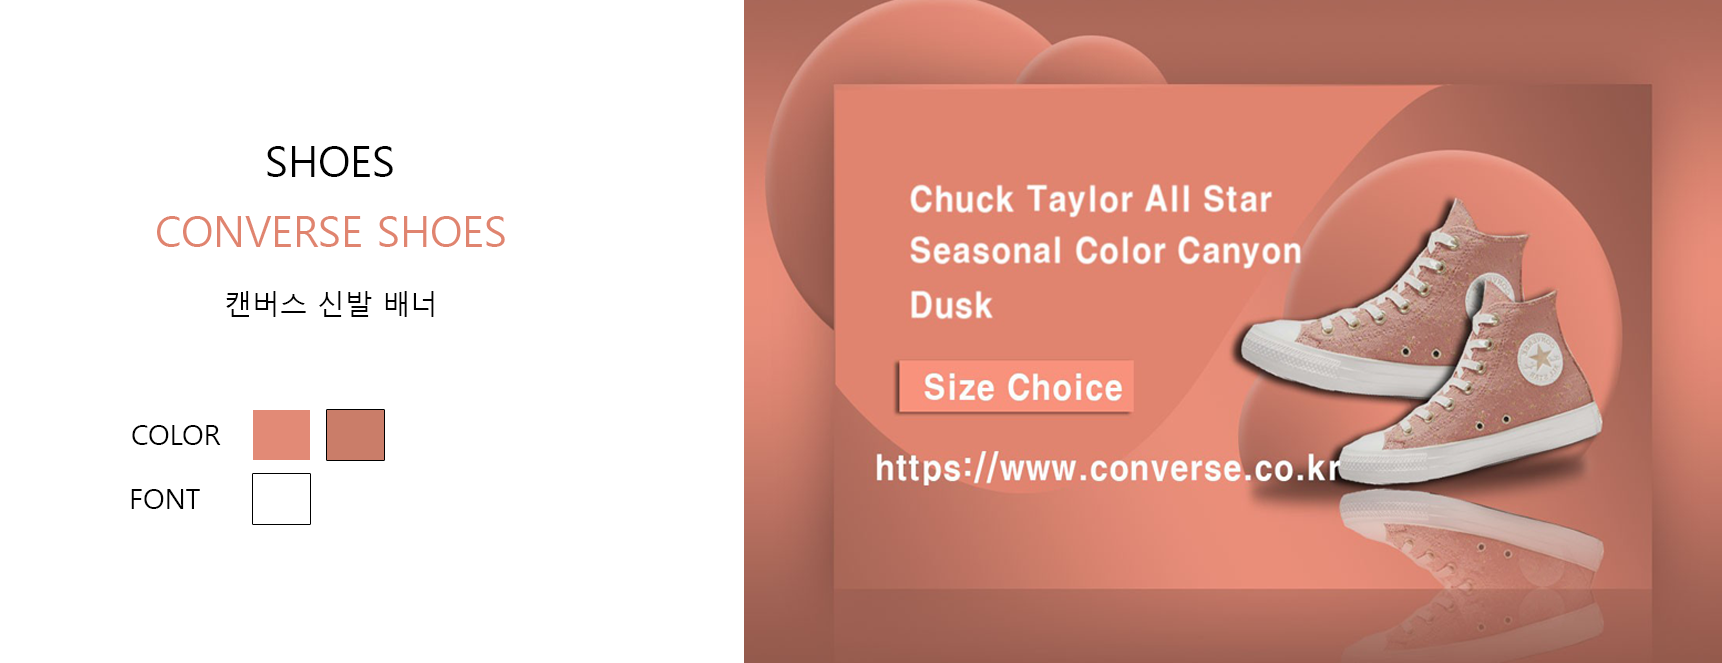 SHOES
CONVERSE SHOES
캔버스 신발 배너
COLOR
FONT
Chuck Taylor All Star
Seasonal Color Canyon
Dusk
Size Choice
https://www.converse.co.kr